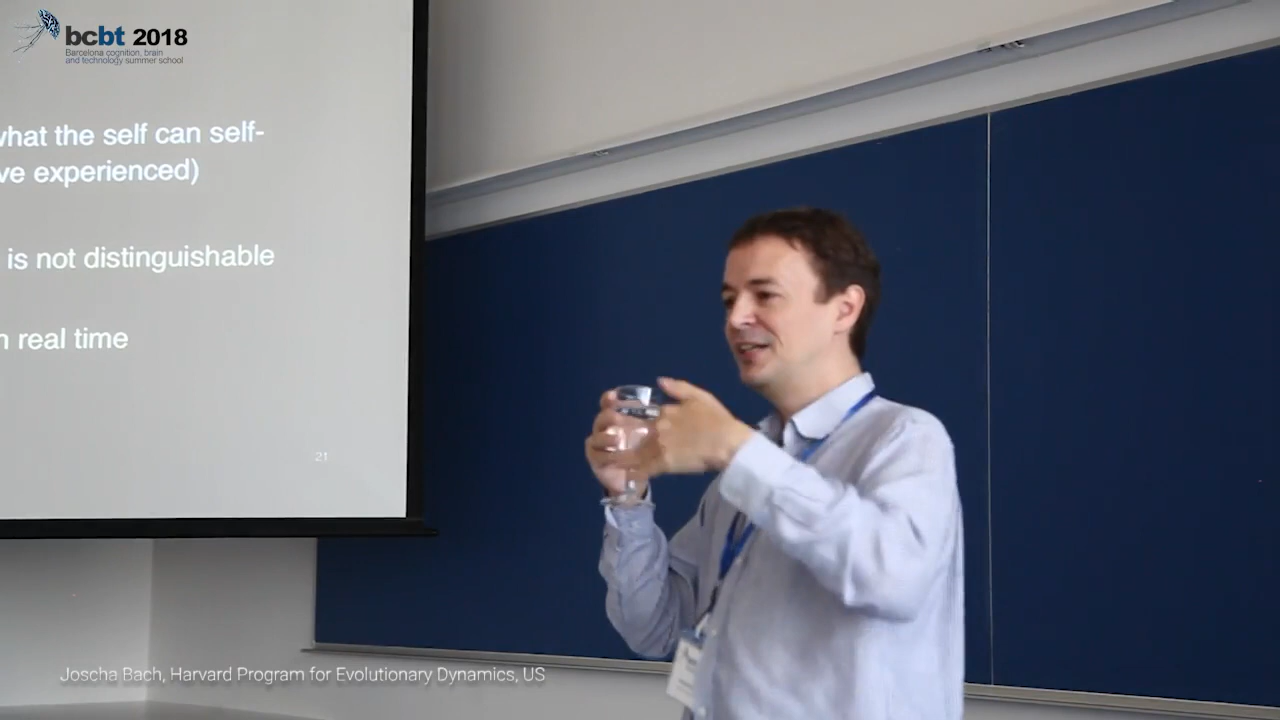 bcbt 2018
Barcelona cognition, brain
and technology summer school
what the self can self-
ve experienced)
is not distinguishable
n real time
21
Joscha Bach, Harvard Program for Evolutionary Dynamics, US